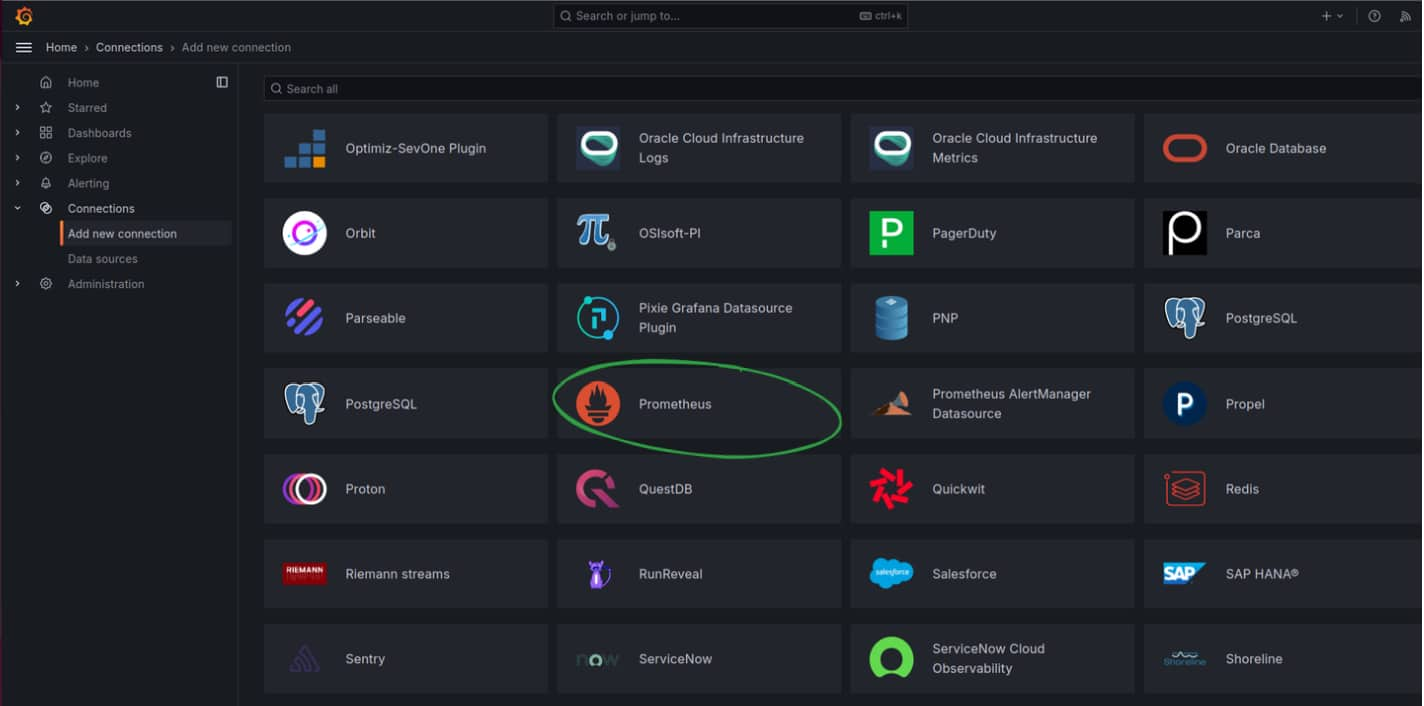 Search or jump to...
ctrl+k
Home › Connections › Add new connection
Home
Starred
Dashboards
Explore
Alerting
Connections
Add new connection
Data sources
Administration
Search all
Optimiz-SevOne Plugin
Oracle Cloud Infrastructure
Logs
Oracle Cloud Infrastructure
Metrics
Oracle Database
Orbit
OSIsoft-PI
P
PagerDuty
Parca
Parseable
Pixie Grafana Datasource
Plugin
PNP
PostgreSQL
PostgreSQL
Prometheus
Prometheus AlertManager
Datasource
P
Propel
Proton
QuestDB
Quickwit
Redis
RIEMANN
Riemann streams
RunReveal
salesforce
Salesforce
SAP
SAP HANA®
Sentry
now
ServiceNow
ServiceNow Cloud
Observability
Shoreline
Shoreline